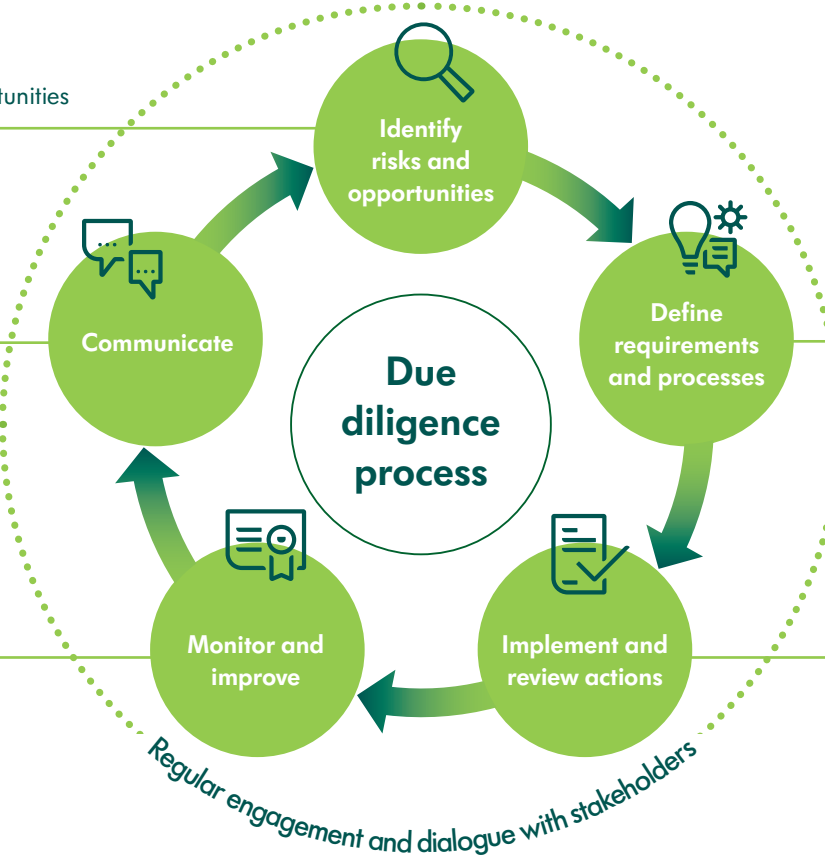 Identify
risks and
opportunities
Define
requirements
and processes
Communicate
Due
diligence
process
Monitor and
improve
Implement and
review actions
Regular engagement and dialogue with stakeholders